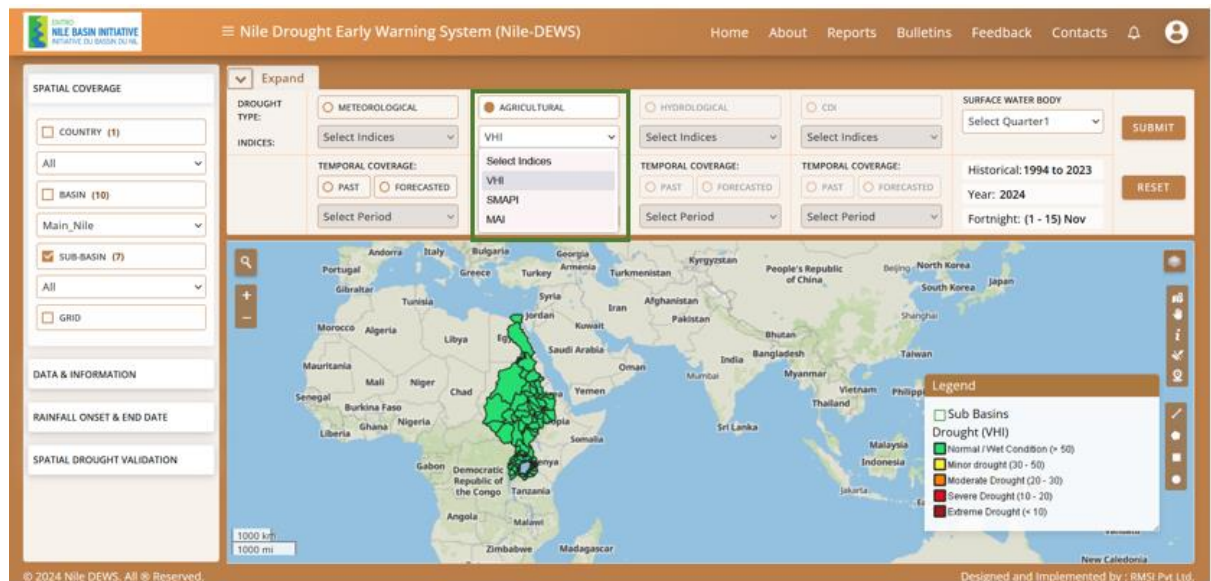 ENTRO
NILE BASIN INITIATIVE
INITIATIVE DU BASSIN DU NIL
Nile Drought Early Warning System (Nile-DEWS)
Home About Reports Bulletins Feedback Contacts
SPATIAL COVERAGE
COUNTRY (1)
All
BASIN (10)
Main_Nile
SUB-BASIN (7)
All
GRID
DATA & INFORMATION
RAINFALL ONSET & END DATE
SPATIAL DROUGHT VALIDATION
Expand
DROUGHT TYPE:
INDICES:
METEOROLOGICAL
Select Indices
TEMPORAL COVERAGE:
PAST FORECASTED
Select Period
AGRICULTURAL
VHI
Select Indices
VHI
SMAPI
MAI
HYDROLOGICAL
Select Indices
TEMPORAL COVERAGE:
PAST FORECASTED
Select Period
CDI
Select Indices
TEMPORAL COVERAGE:
PAST FORECASTED
Select Period
SURFACE WATER BODY
Select Quarter1
Historical: 1994 to 2023
Year: 2024
Fortnight: (1 - 15) Nov
SUBMIT
RESET
+
−
Andorra Italy Bulgaria Georgia
Portugal Greece Turkey Armenia Turkmenistan Kyrgyzstan People's Republic of China Beijing North Korea
Gibraltar South Korea Japan
Tunisia Syria Iran Afghanistan Shanghai
Morocco Algeria Jordan Kuwait Pakistan
Libya Bhutan
Saudi Arabia India Bangladesh Taiwan
Mauritania Oman Mumbai Myanmar
Mali Niger Chad Yemen Vietnam
Senegal Thailand
Burkina Faso
Liberia Ghana Nigeria Somalia Sri Lanka
Malaysia
Gabon Democratic Republic of the Congo Indonesia
Tanzania Jakarta
Angola
Malawi
Zimbabwe Madagascar
New Caledonia
1000 km
1000 mi
Legend
Sub Basins
Drought (VHI)
Normal / Wet Condition (> 50)
Minor drought (30 - 50)
Moderate Drought (20 - 30)
Severe Drought (10 - 20)
Extreme Drought (< 10)
© 2024 Nile DEWS. All ® Reserved.
Designed and Implemented by : RMSI Pvt Ltd.